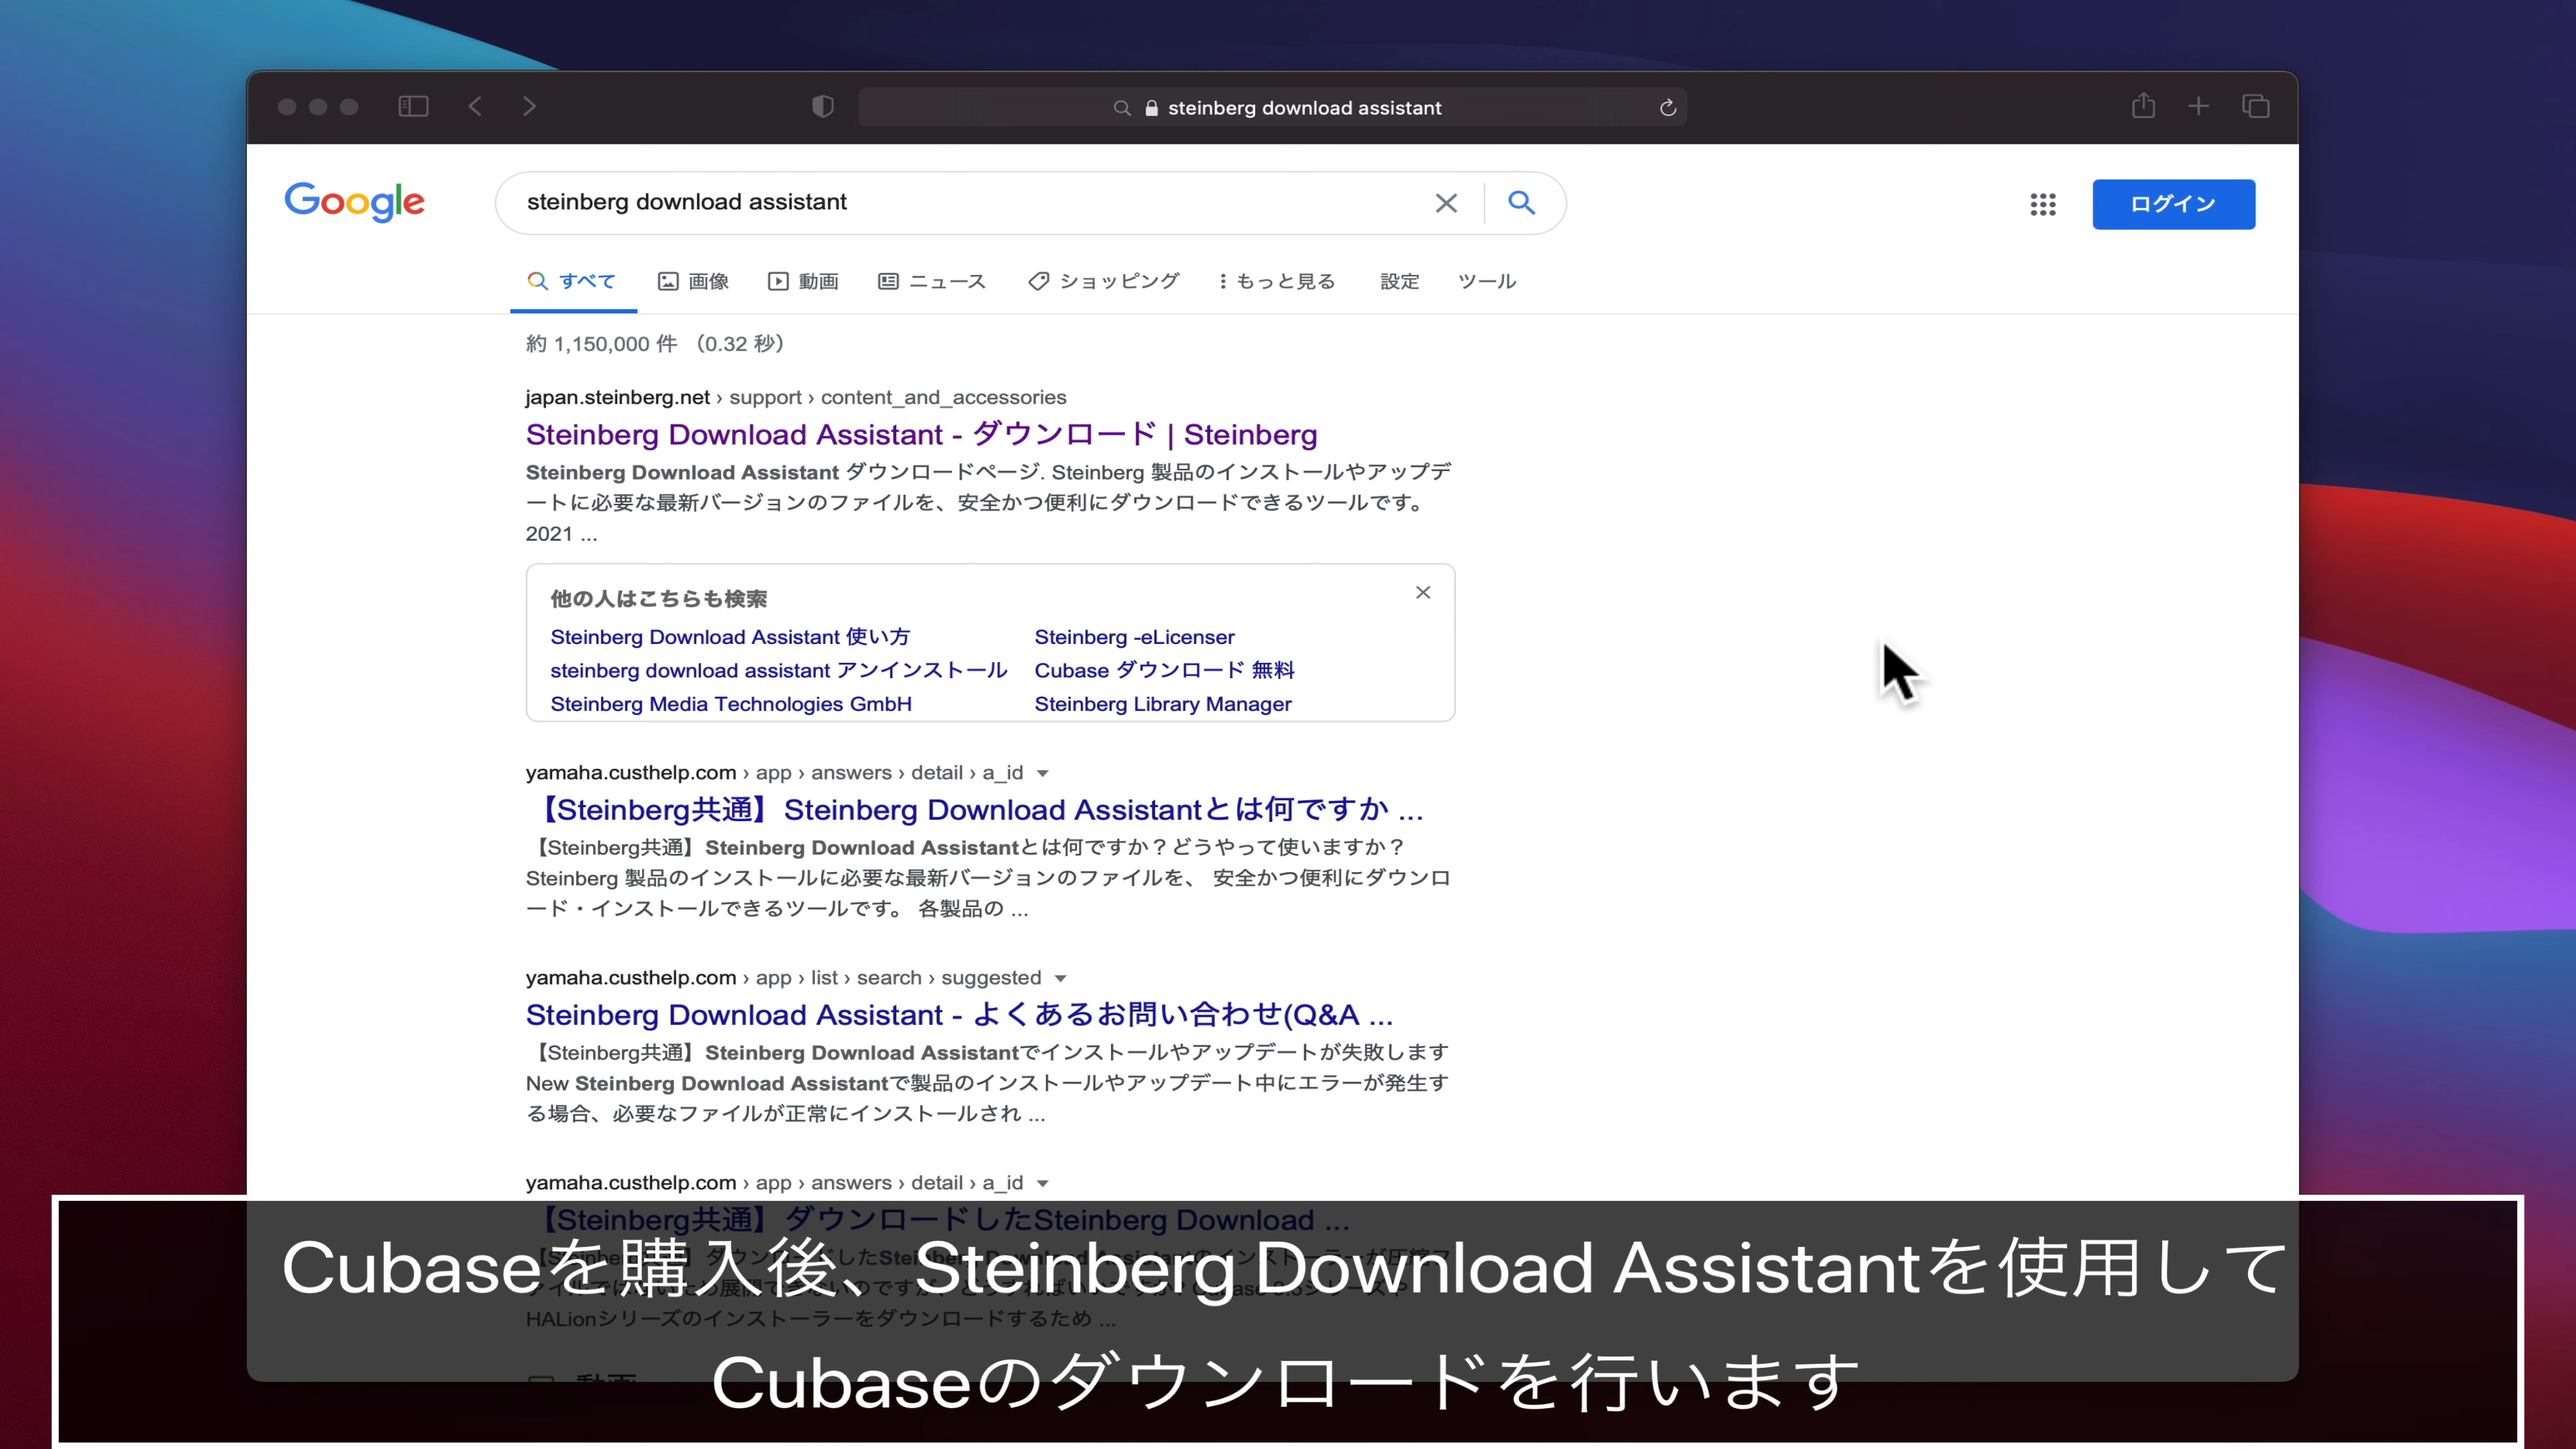 steinberg download assistant
Google
steinberg download assistant
ログイン
すべて 画像 動画 ニュース ショッピング もっと見る 設定 ツール
約 1,150,000 件 （0.32 秒）
japan.steinberg.net › support › content_and_accessories
Steinberg Download Assistant - ダウンロード | Steinberg
Steinberg Download Assistant ダウンロードページ. Steinberg 製品のインストールやアップデ
ートに必要な最新バージョンのファイルを、安全かつ便利にダウンロードできるツールです。
2021 ...
他の人はこちらも検索
Steinberg Download Assistant 使い方 Steinberg -eLicenser
steinberg download assistant アンインストール Cubase ダウンロード 無料
Steinberg Media Technologies GmbH Steinberg Library Manager
yamaha.custhelp.com › app › answers › detail › a_id
【Steinberg共通】Steinberg Download Assistantとは何ですか ...
【Steinberg共通】Steinberg Download Assistantとは何ですか？どうやって使いますか？
Steinberg 製品のインストールに必要な最新バージョンのファイルを、 安全かつ便利にダウンロ
ード・インストールできるツールです。 各製品の ...
yamaha.custhelp.com › app › list › search › suggested
Steinberg Download Assistant - よくあるお問い合わせ(Q&A ...
【Steinberg共通】Steinberg Download Assistantでインストールやアップデートが失敗します
New Steinberg Download Assistantで製品のインストールやアップデート中にエラーが発生す
る場合、必要なファイルが正常にインストールされ ...
yamaha.custhelp.com › app › answers › detail › a_id
【Steinberg共通】ダウンロードしたSteinberg Download ...
HALionシリーズのインストーラーをダウンロードするため ...
Cubaseを購入後、Steinberg Download Assistantを使用して
Cubaseのダウンロードを行います